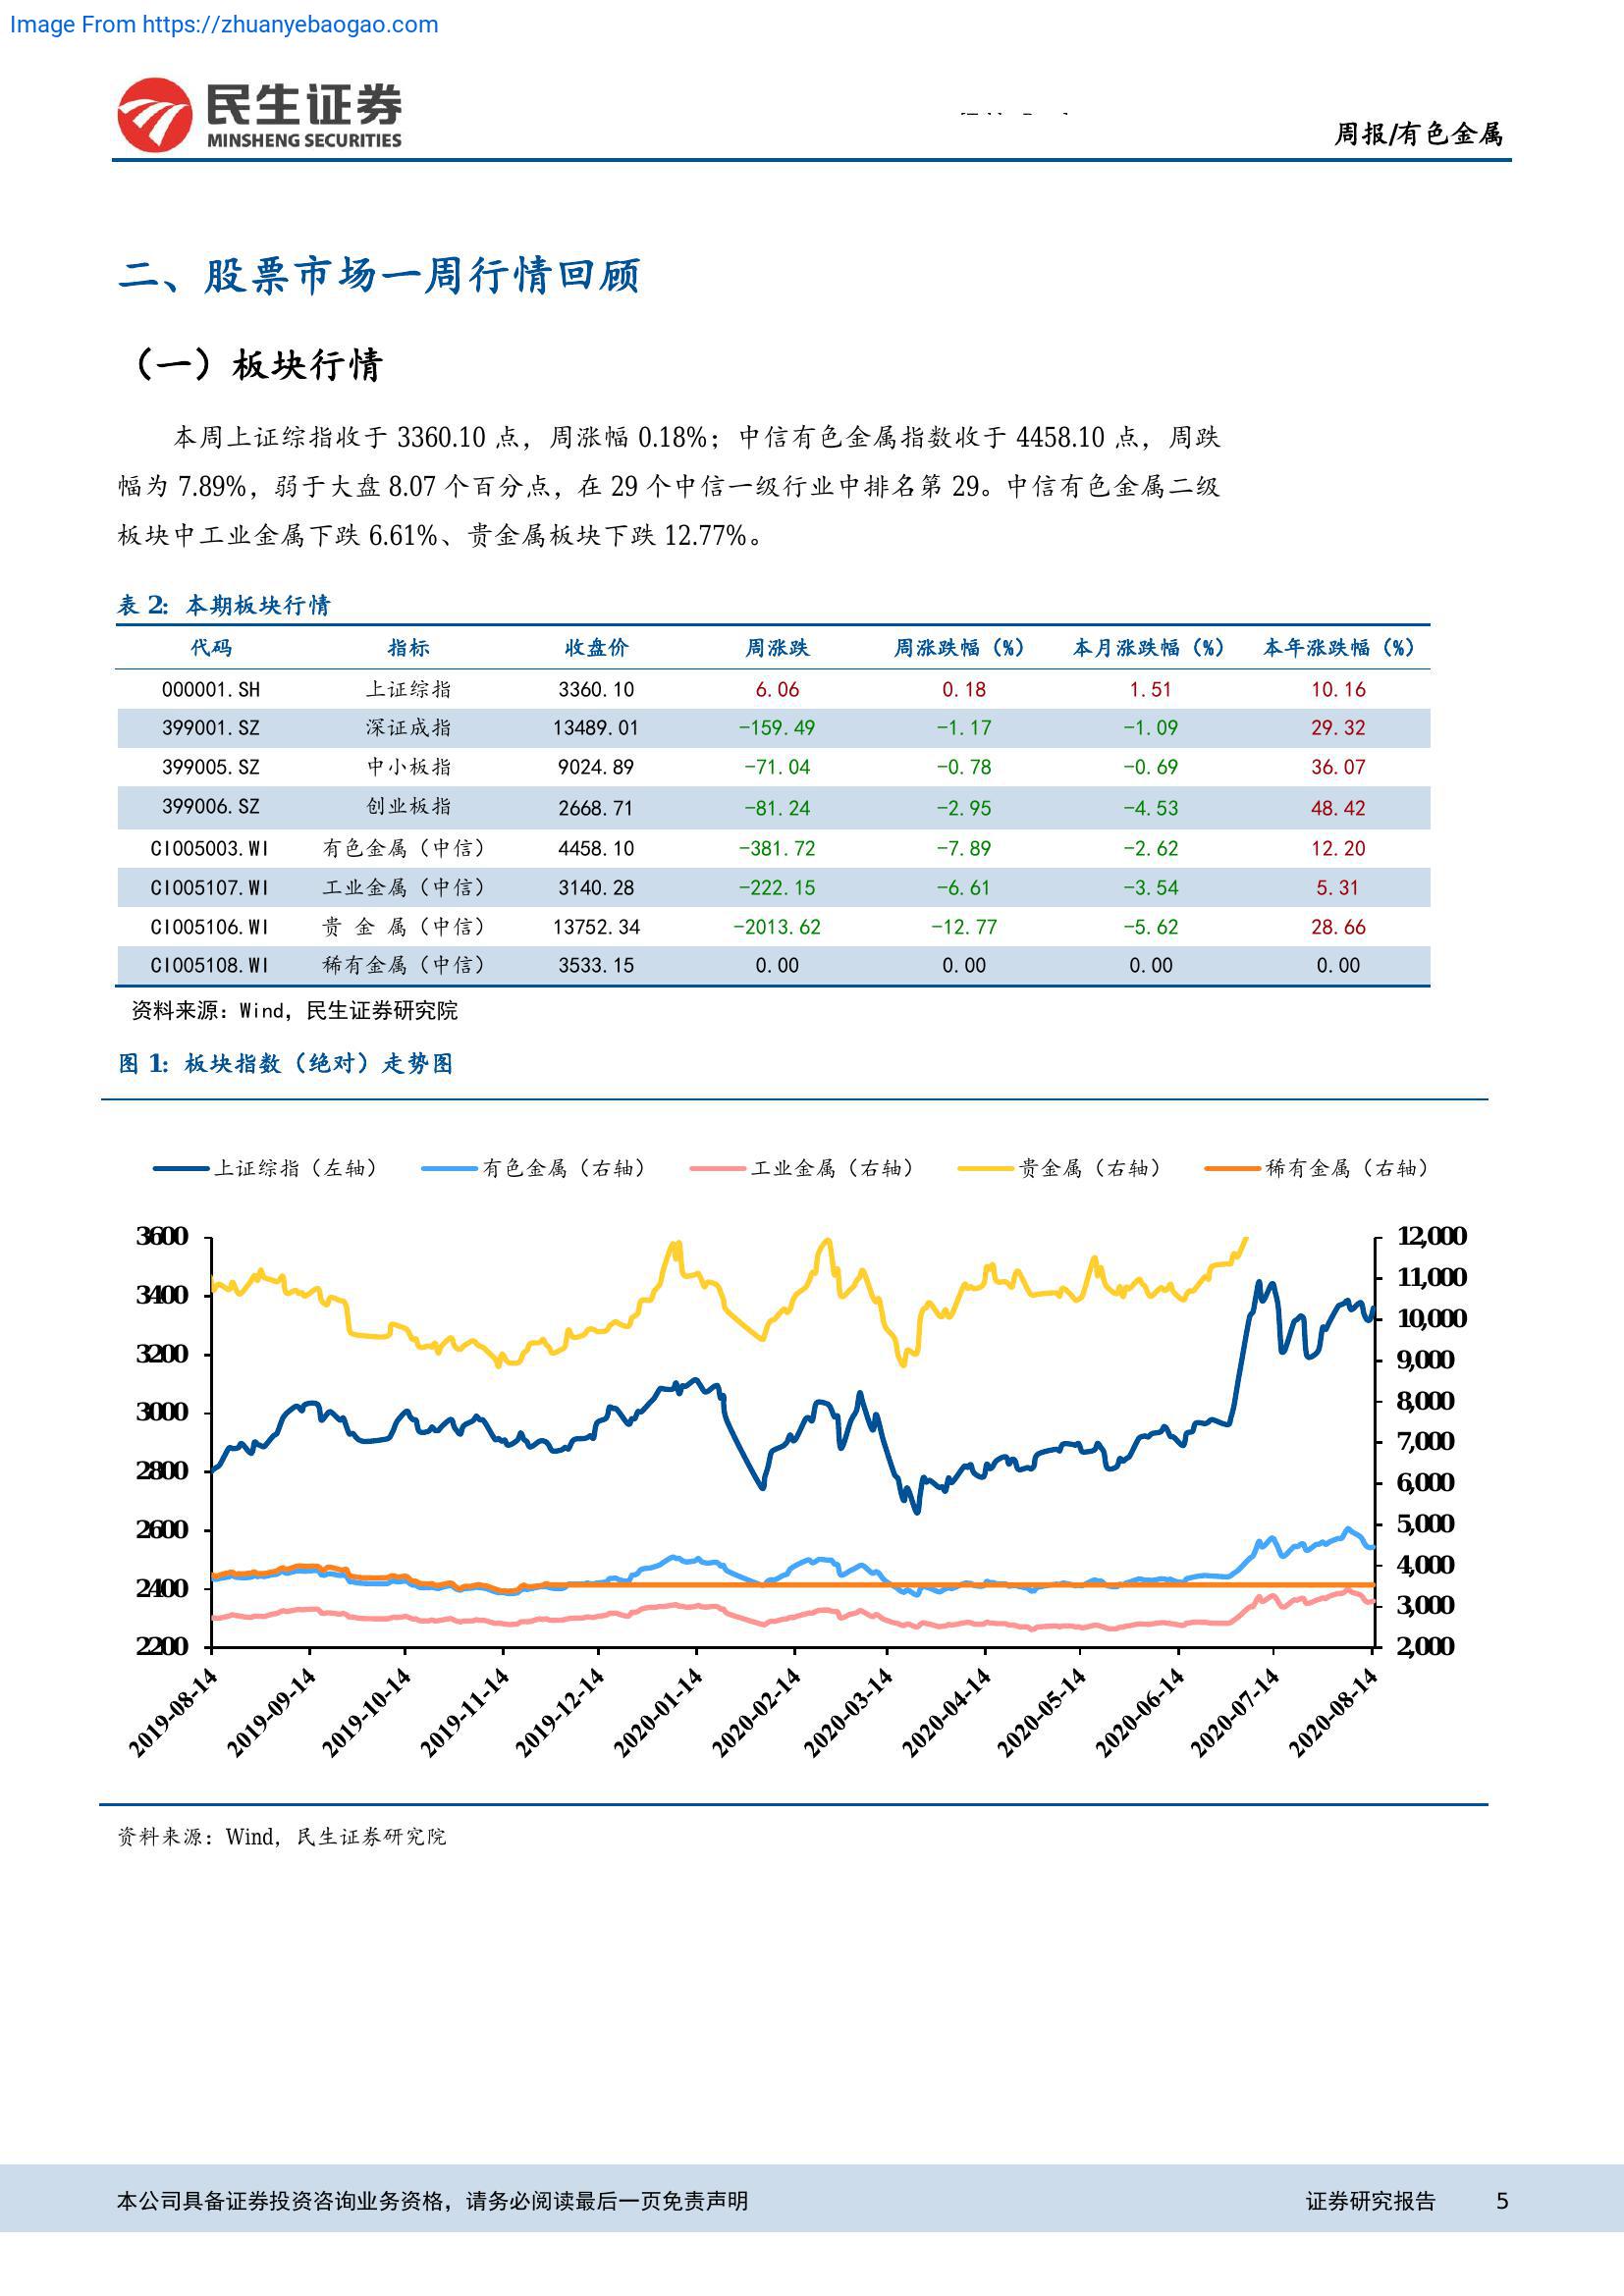 Image From https://zhuanyebaogao.com
民生证券
MINSHENG SECURITIES
周报/有色金属
二、股票市场一周行情回顾
（一）板块行情
本周上证综指收于 3360.10 点，周涨幅 0.18%；中信有色金属指数收于 4458.10 点，周跌
幅为 7.89%，弱于大盘 8.07 个百分点，在 29 个中信一级行业中排名第 29。中信有色金属二级
板块中工业金属下跌 6.61%、贵金属板块下跌 12.77%。
表 2：本期板块行情
代码 指标 收盘价 周涨跌 周涨跌幅（%） 本月涨跌幅（%） 本年涨跌幅（%）
000001.SH 上证综指 3360.10 6.06 0.18 1.51 10.16
399001.SZ 深证成指 13489.01 -159.49 -1.17 -1.09 29.32
399005.SZ 中小板指 9024.89 -71.04 -0.78 -0.69 36.07
399006.SZ 创业板指 2668.71 -81.24 -2.95 -4.53 48.42
CI005003.WI 有色金属（中信） 4458.10 -381.72 -7.89 -2.62 12.20
CI005107.WI 工业金属（中信） 3140.28 -222.15 -6.61 -3.54 5.31
CI005106.WI 贵 金 属（中信） 13752.34 -2013.62 -12.77 -5.62 28.66
CI005108.WI 稀有金属（中信） 3533.15 0.00 0.00 0.00 0.00
资料来源：Wind，民生证券研究院
图 1：板块指数（绝对）走势图
上证综指（左轴） 有色金属（右轴） 工业金属（右轴） 贵金属（右轴） 稀有金属（右轴）
3600
3400
3200
3000
2800
2600
2400
2200
12,000
11,000
10,000
9,000
8,000
7,000
6,000
5,000
4,000
3,000
2,000
2019-08-14
2019-09-14
2019-10-14
2019-11-14
2019-12-14
2020-01-14
2020-02-14
2020-03-14
2020-04-14
2020-05-14
2020-06-14
2020-07-14
2020-08-14
资料来源：Wind，民生证券研究院
本公司具备证券投资咨询业务资格，请务必阅读最后一页免责声明 证券研究报告 5